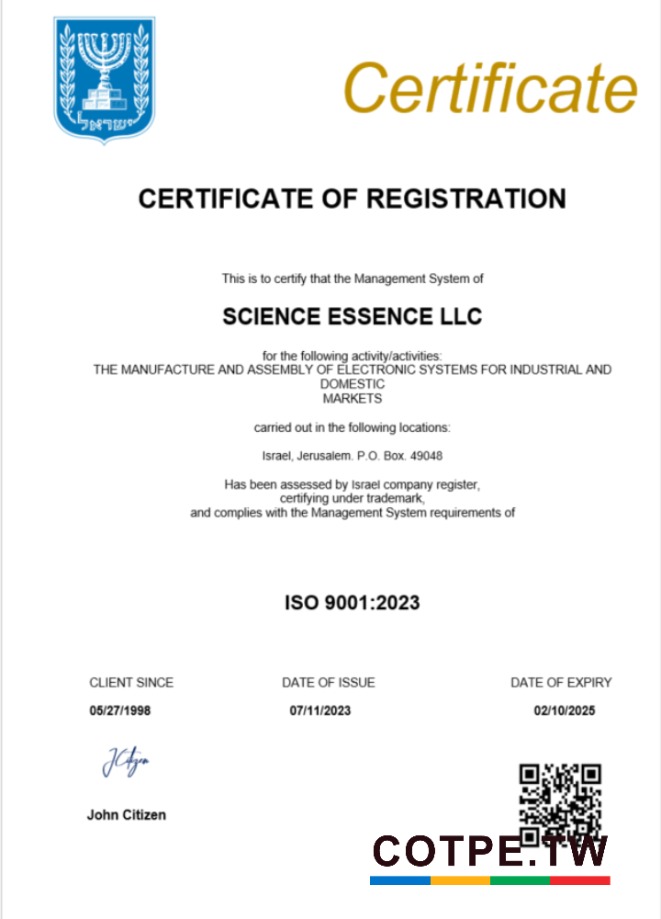 ישראל
Certificate
CERTIFICATE OF REGISTRATION
This is to certify that the Management System of
SCIENCE ESSENCE LLC
for the following activity/activities:
THE MANUFACTURE AND ASSEMBLY OF ELECTRONIC SYSTEMS FOR INDUSTRIAL AND
DOMESTIC
MARKETS
carried out in the following locations:
Israel, Jerusalem. P.O. Box. 49048
Has been assessed by Israel company register,
certifying under trademark,
and complies with the Management System requirements of
ISO 9001:2023
CLIENT SINCE DATE OF ISSUE DATE OF EXPIRY
05/27/1998 07/11/2023 02/10/2025
JCitizen
John Citizen
COTPE.TW